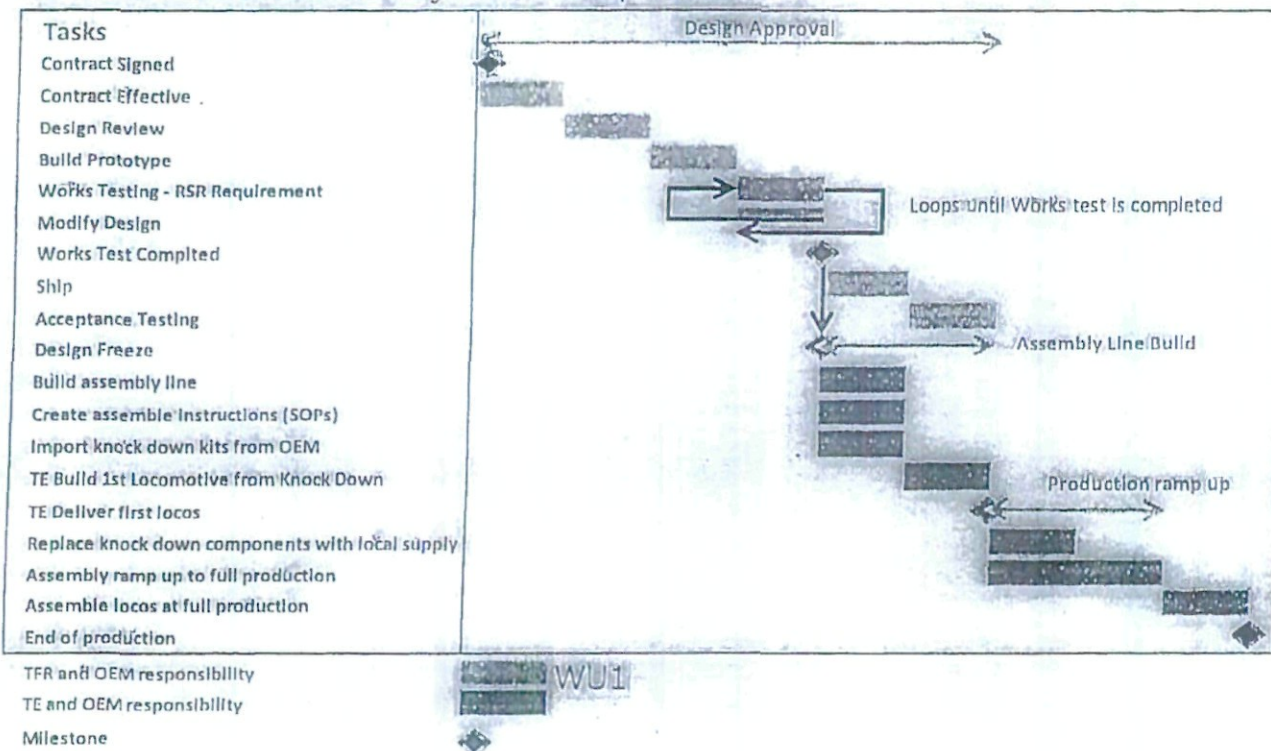 Tasks
Design Approval
Contract Signed
Contract Effective
Design Review
Build Prototype
Works Testing - RSR Requirement
Loops until Works test is completed
Modify Design
Works Test Complted
Ship
Acceptance Testing
Design Freeze
Assembly Line Build
Build assembly line
Create assemble Instructions (SOPs)
Import knock down kits from OEM
TE Build 1st Locomotive from Knock Down
Production ramp up
TE Deliver first locos
Replace knock down components with local supply
Assembly ramp up to full production
Assemble locos at full production
End of production
TFR and OEM responsibility
WU1
TE and OEM responsibility
Milestone